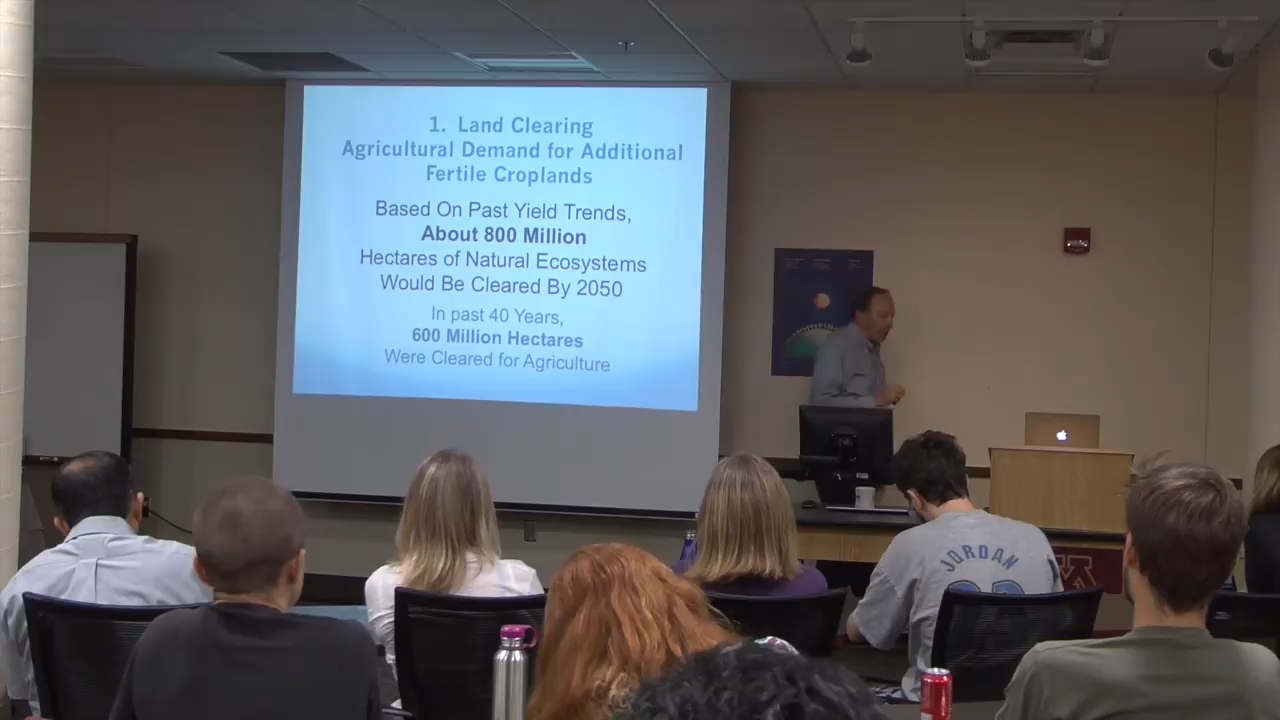 1. Land Clearing
Agricultural Demand for Additional
Fertile Croplands
Based On Past Yield Trends,
About 800 Million
Hectares of Natural Ecosystems
Would Be Cleared By 2050
In past 40 Years,
600 Million Hectares
Were Cleared for Agriculture
JORDAN
M